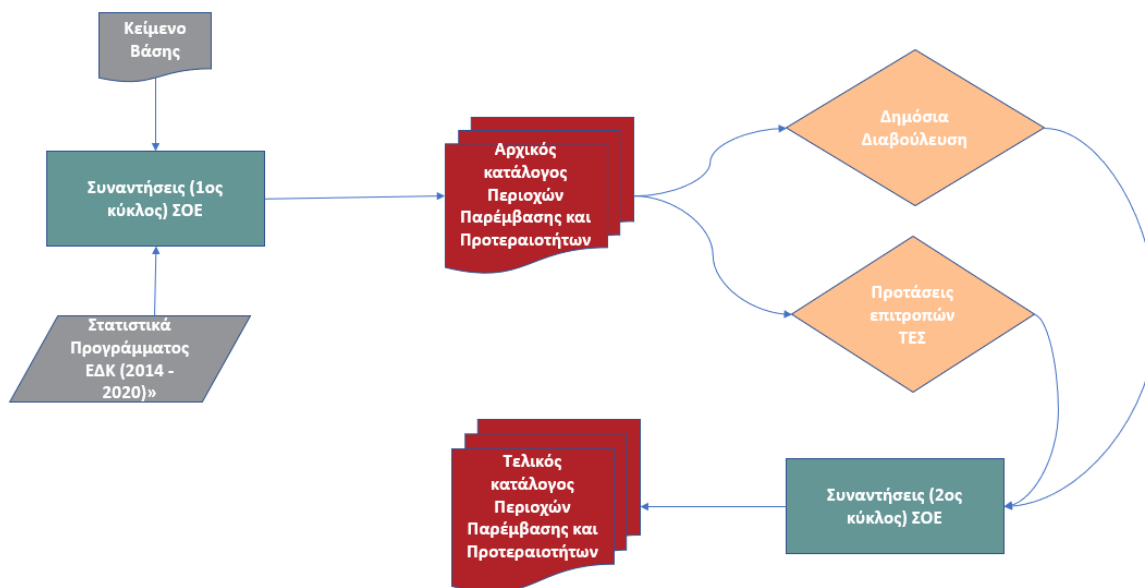 Κείμενο
Βάσης
Συναντήσεις (1ος
κύκλος) ΣΟΕ
Στατιστικά
Προγράμματος
ΕΔΚ (2014 -
2020)»
Αρχικός
κατάλογος
Περιοχών
Παρέμβασης και
Προτεραιοτήτων
Δημόσια
Διαβούλευση
Προτάσεις
επιτροπών
ΤΕΣ
Συναντήσεις (2ος
κύκλος) ΣΟΕ
Τελικός
κατάλογος
Περιοχών
Παρέμβασης και
Προτεραιοτήτων